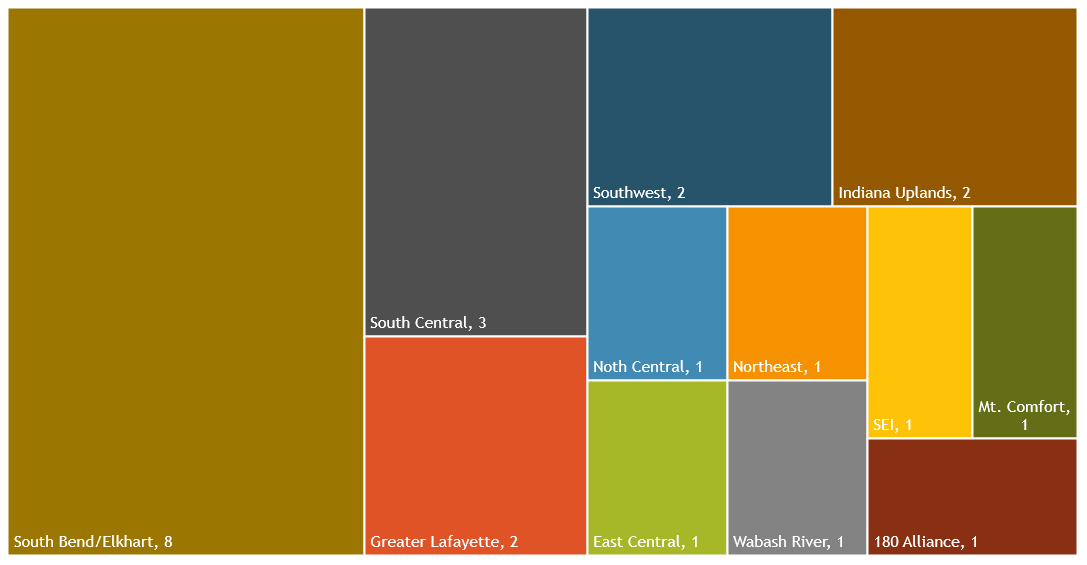 South Bend/Elkhart, 8
South Central, 3
Greater Lafayette, 2
Southwest, 2
Indiana Uplands, 2
Noth Central, 1
Northeast, 1
East Central, 1
Wabash River, 1
SEI, 1
Mt. Comfort,
1
180 Alliance, 1